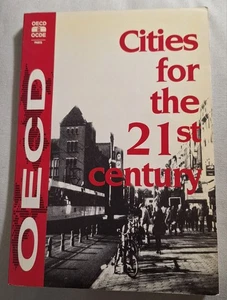 OECD
OCDE
PARIS
OECD
Cities
for
the
21st
century